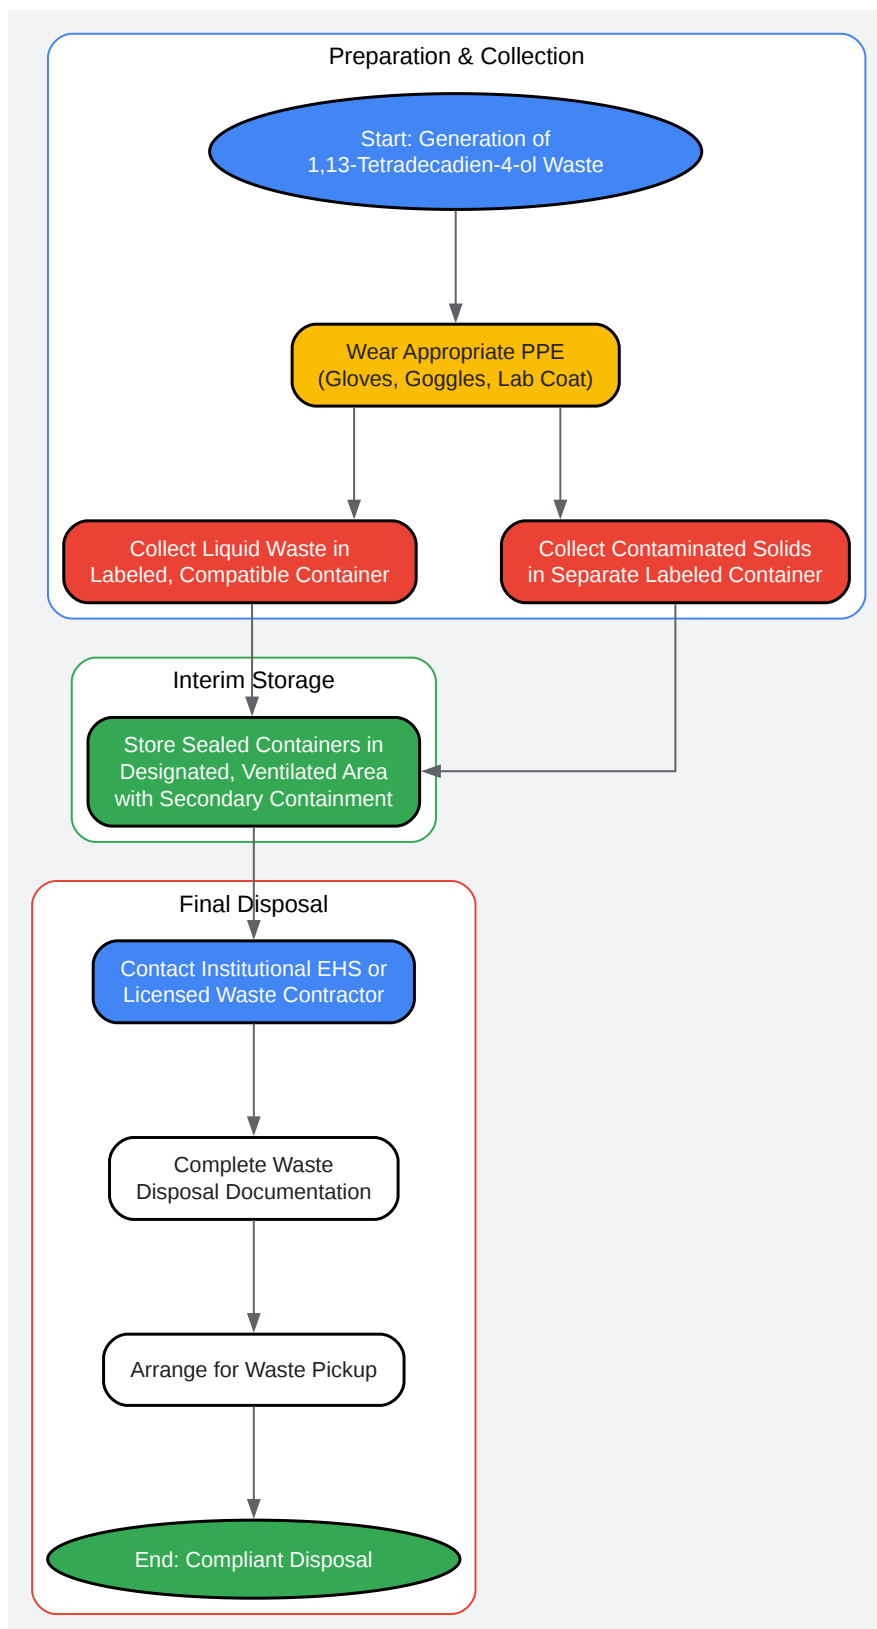 Preparation & Collection
Start: Generation of
1,13-Tetradecadien-4-ol Waste
Wear Appropriate PPE
(Gloves, Goggles, Lab Coat)
Collect Liquid Waste in
Labeled, Compatible Container
Collect Contaminated Solids
in Separate Labeled Container
Interim Storage
Store Sealed Containers in
Designated, Ventilated Area
with Secondary Containment
Final Disposal
Contact Institutional EHS or
Licensed Waste Contractor
Complete Waste
Disposal Documentation
Arrange for Waste Pickup
End: Compliant Disposal